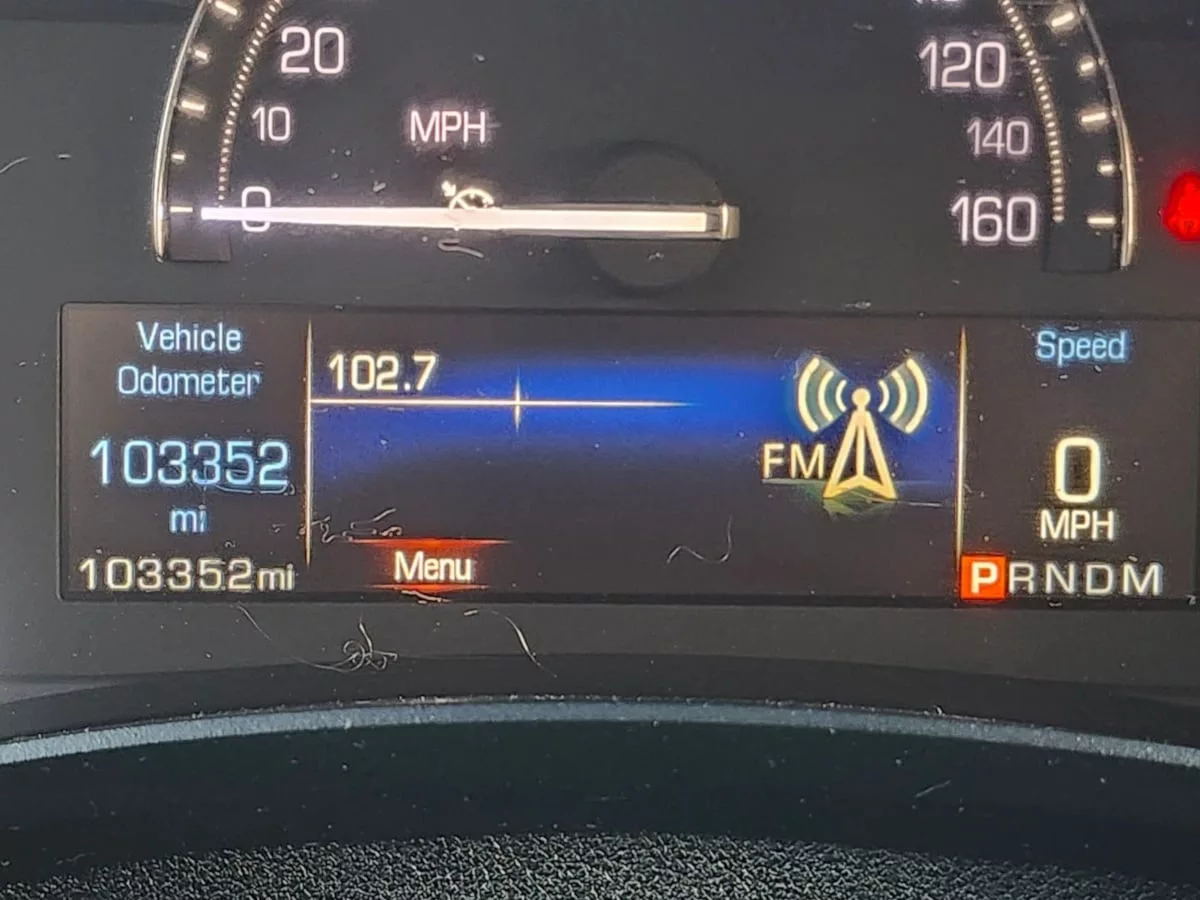 20
120
10
MPH
140
0
160
Vehicle
Odometer
103352
mi
103352mi
102.7
FM
Menu
Speed
0
MPH
PRNDM